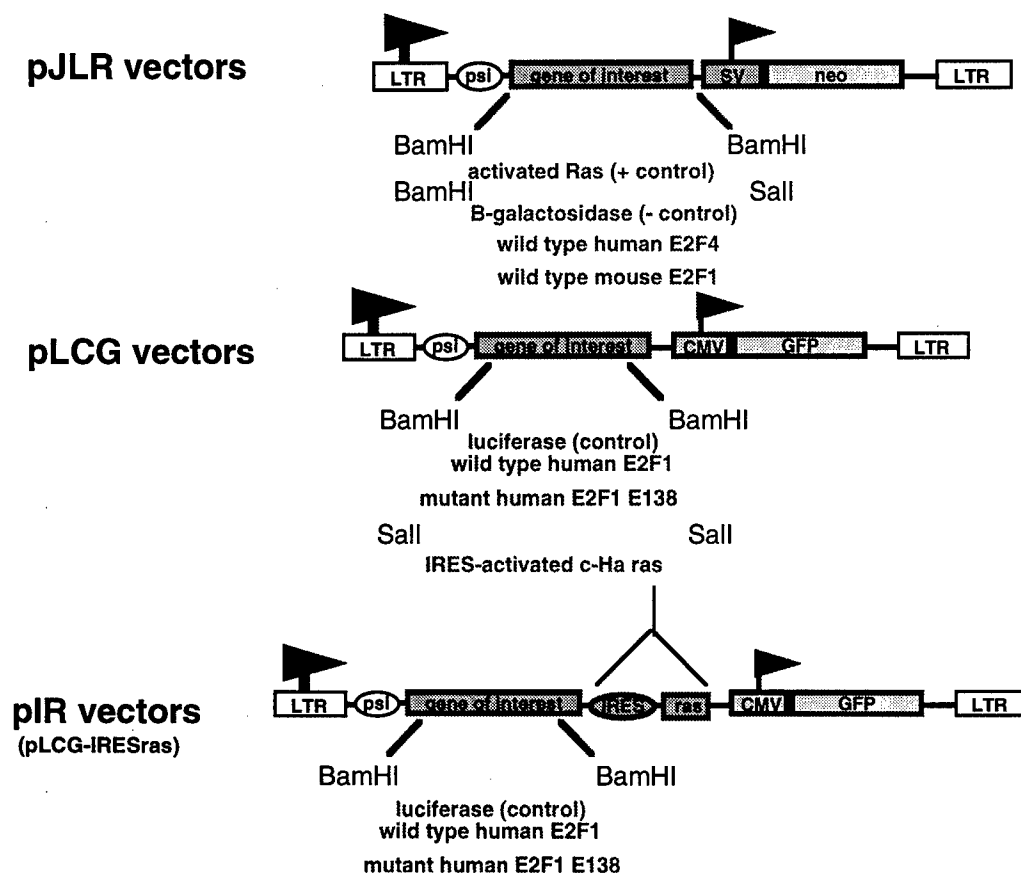 pJLR vectors
LTR psi gene of interest SV neo LTR
BamHI BamHI
activated Ras (+ control)
BamHI SalI
B-galactosidase (- control)
wild type human E2F4
wild type mouse E2F1
pLCG vectors
LTR psi gene of interest CMV GFP LTR
BamHI BamHI
luciferase (control)
wild type human E2F1
mutant human E2F1 E138
SalI SalI
IRES-activated c-Ha ras
pIR vectors
(pLCG-IRESras)
LTR psi gene of interest IRES ras CMV GFP LTR
BamHI BamHI
luciferase (control)
wild type human E2F1
mutant human E2F1 E138